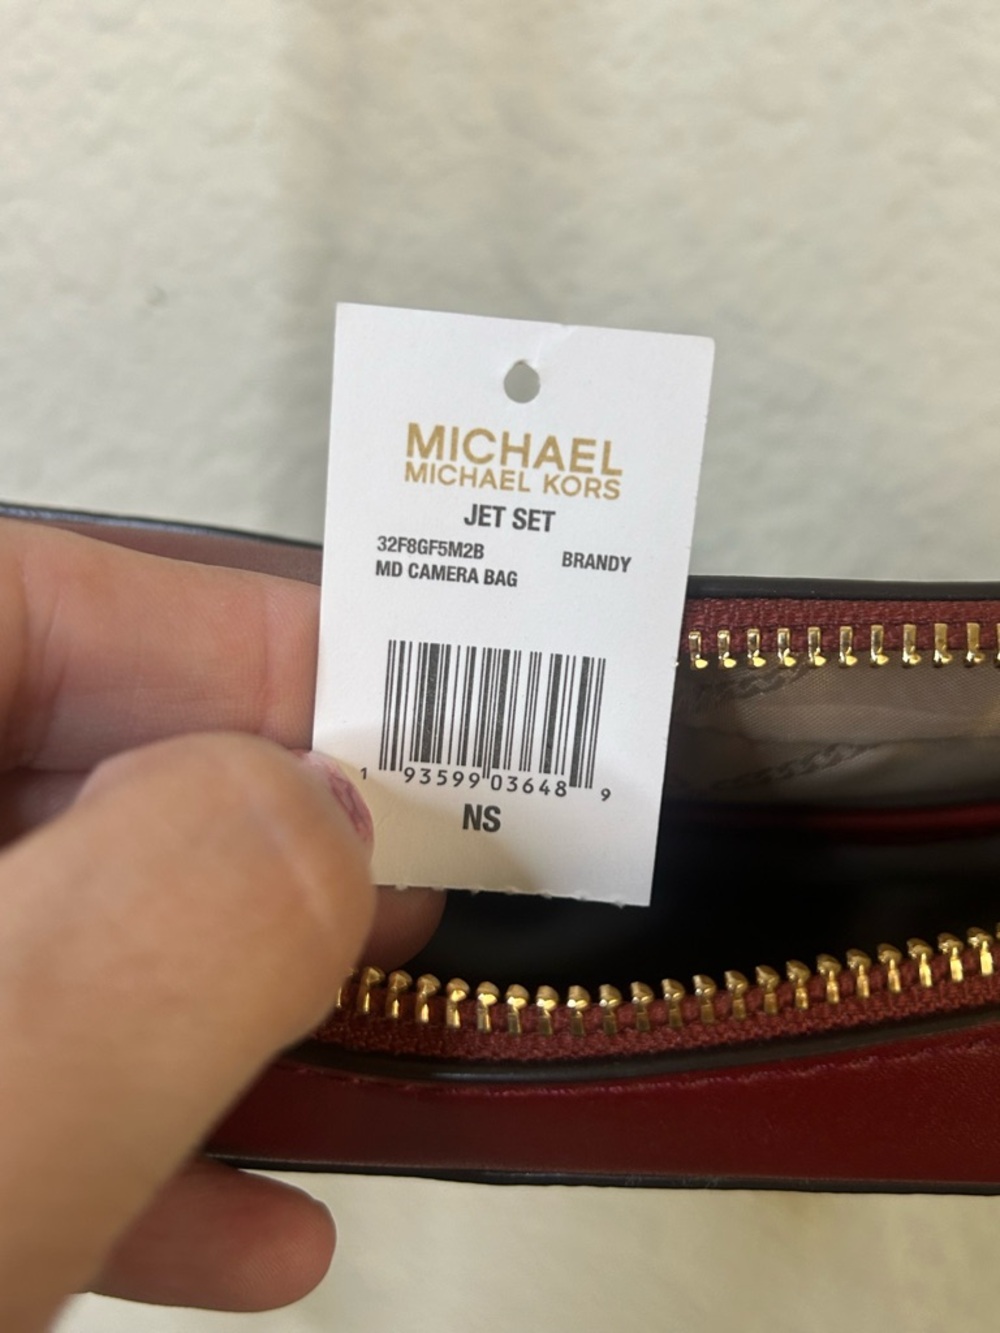 MICHAEL
MICHAEL KORS
JET SET
32F8GF5M2B BRANDY
MD CAMERA BAG
1 93599 03648 9
NS